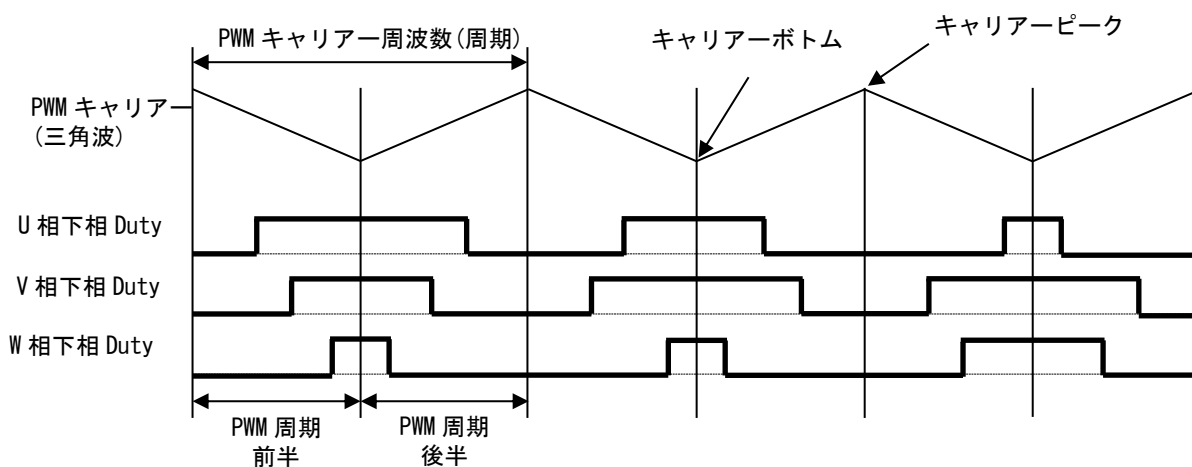 PWM キャリアー周波数(周期)
キャリアーボトム
キャリアーピーク
PWM キャリアー
(三角波)
U 相下相 Duty
V 相下相 Duty
W 相下相 Duty
PWM 周期
前半
PWM 周期
後半